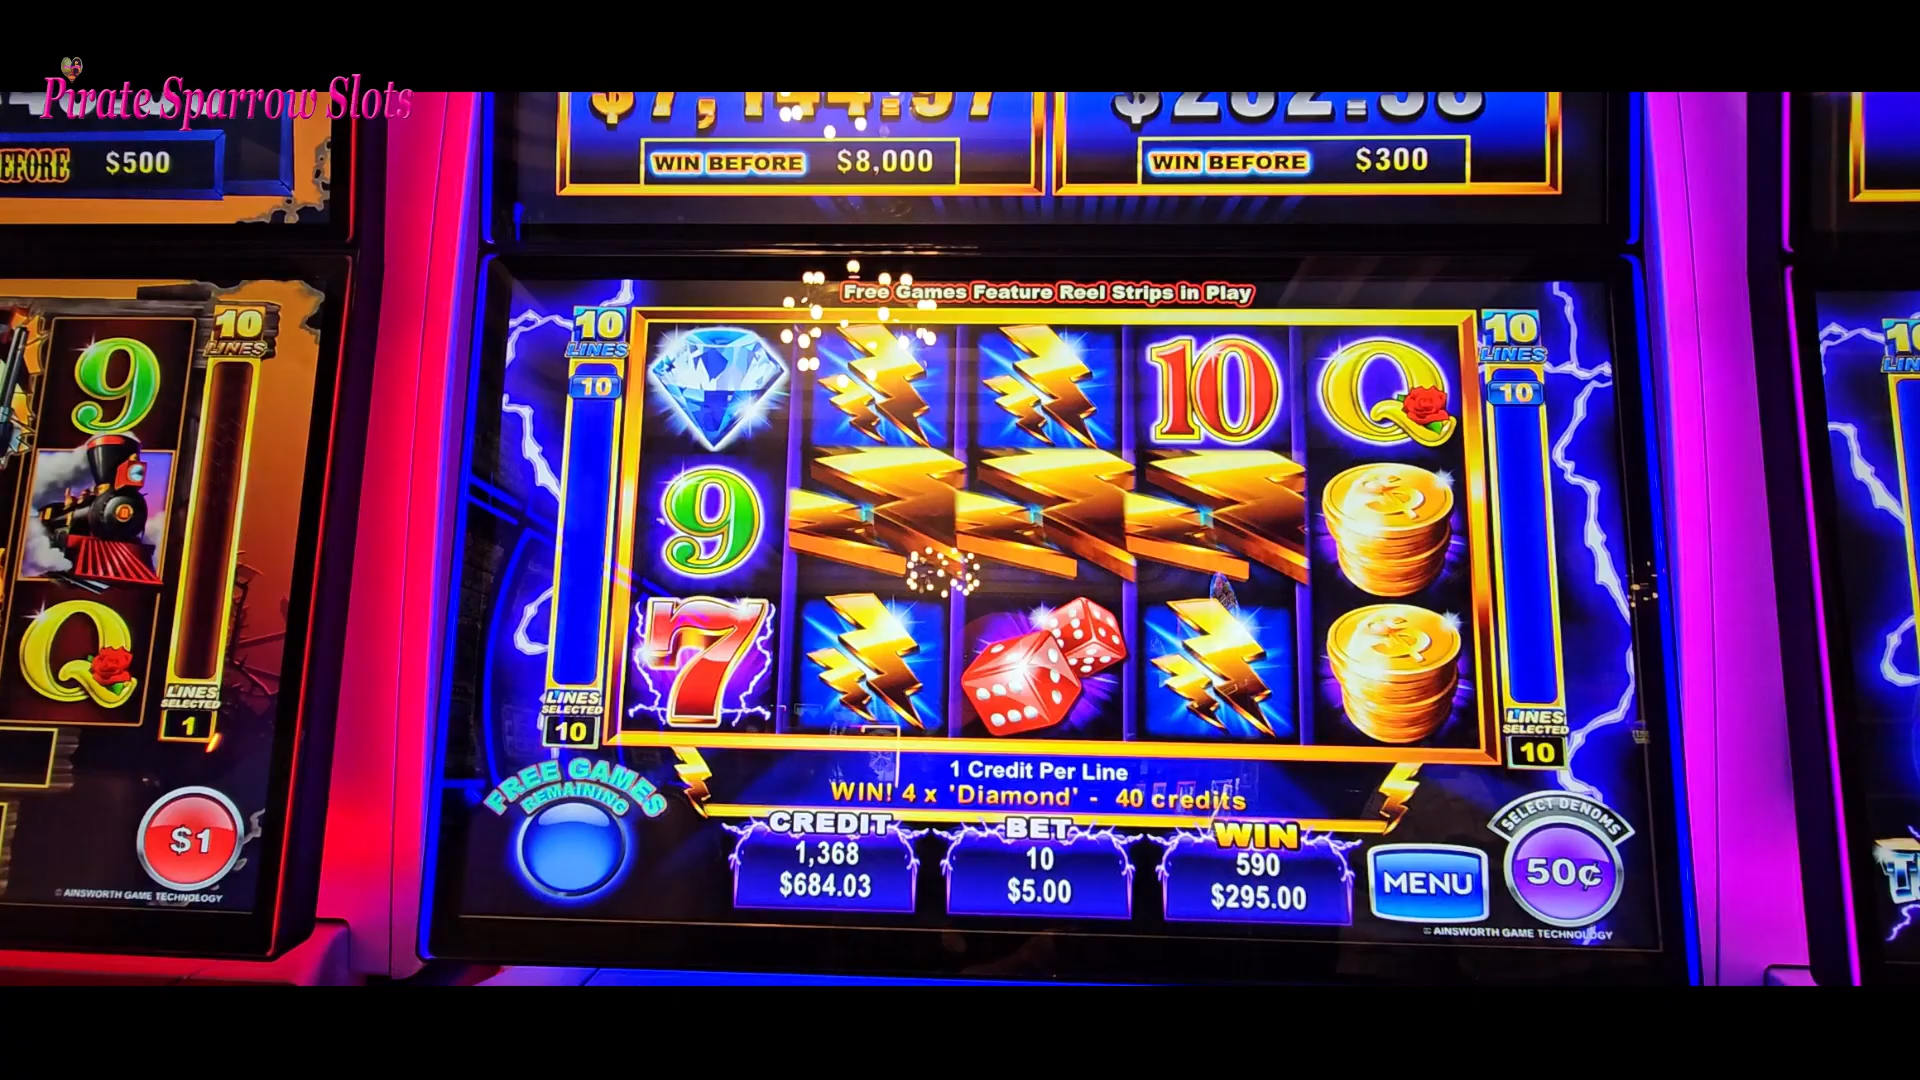 Pirate Sparrow Slots
EFORE $500
WIN BEFORE $8,000
WIN BEFORE $300
Free Games Feature Reel Strips in Play
10
LINES
9
Q
LINES
SELECTED
1
$1
© AINSWORTH GAME TECHNOLOGY
10
LINES
10
10
Q
9
7
LINES
SELECTED
10
10
LINES
10
LINES
SELECTED
10
1 Credit Per Line
WIN! 4 x 'Diamond' - 40 credits
FREE GAMES
REMAINING
CREDIT
1,368
$684.03
BET
10
$5.00
WIN
590
$295.00
MENU
SELECT DENOMS
50¢
© AINSWORTH GAME TECHNOLOGY